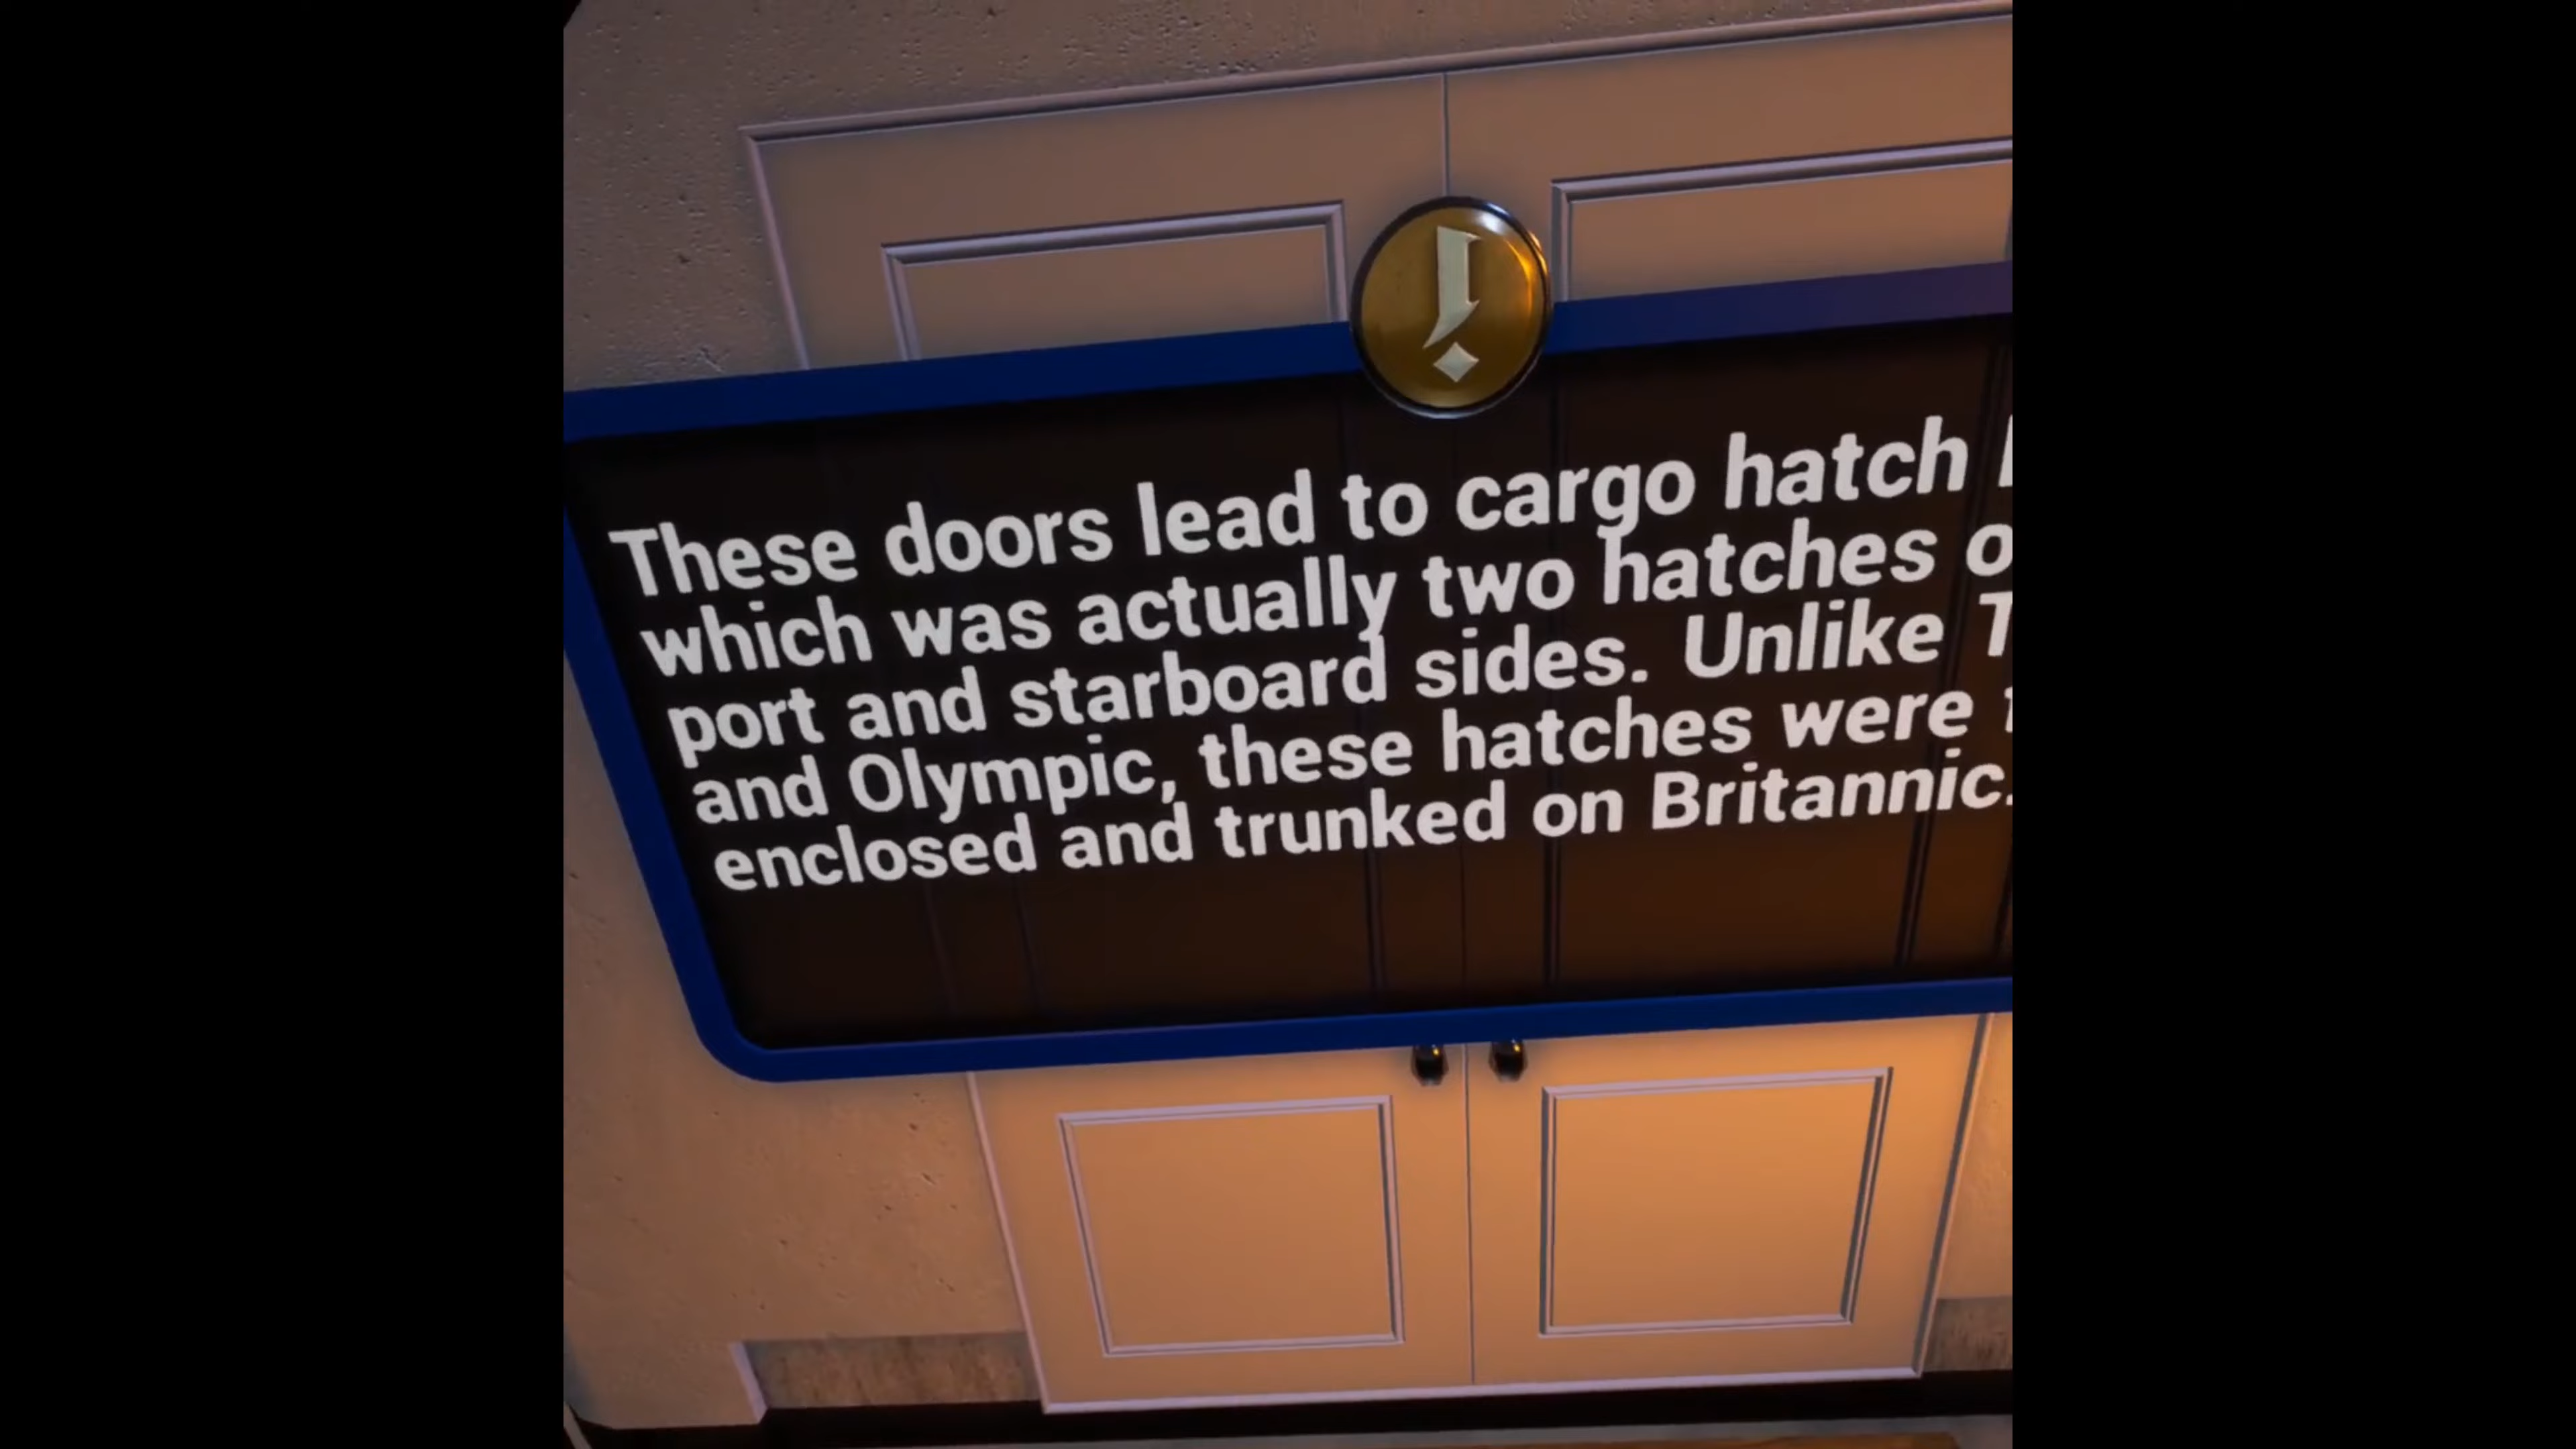 These doors lead to cargo hatch
which was actually two hatches
port and starboard sides. Unlike
and Olympic, these hatches were
enclosed and trunked on Britannic.